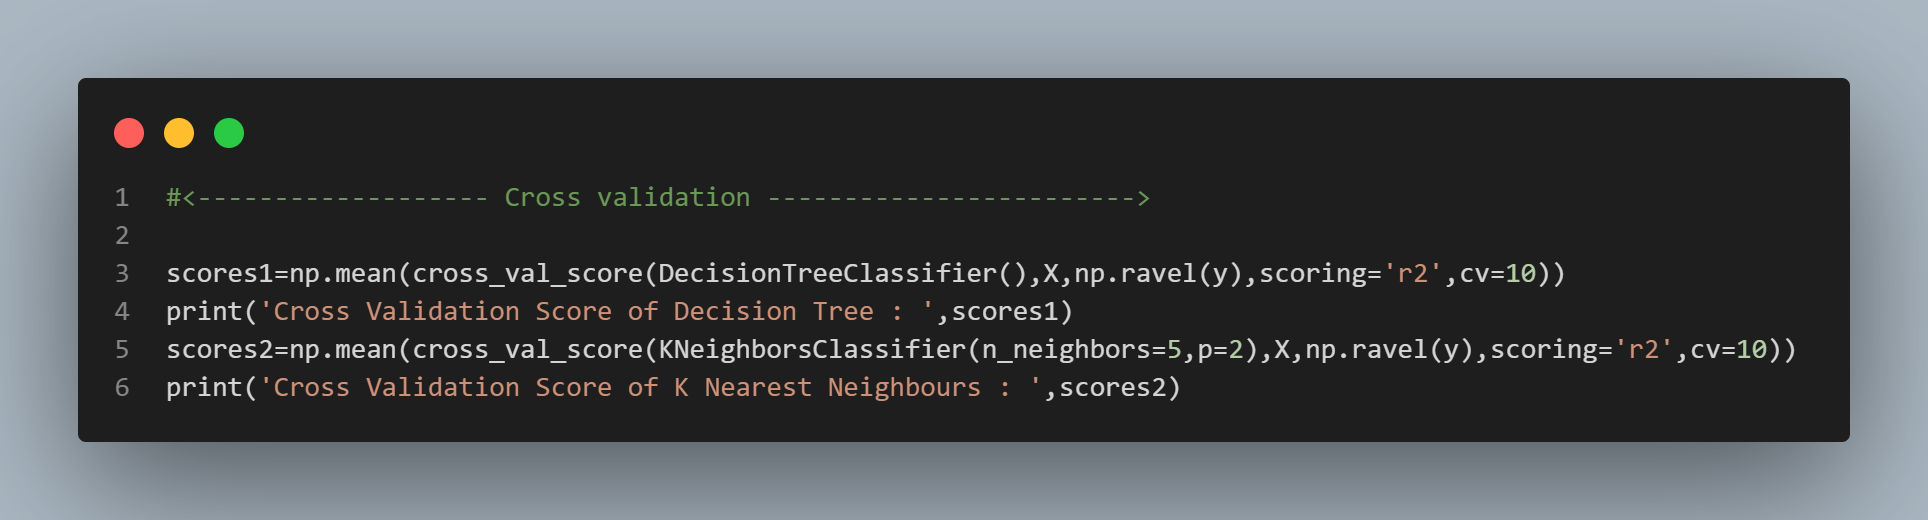 1 #<------------------- Cross validation ------------------------>
2
3 scores1=np.mean(cross_val_score(DecisionTreeClassifier(),X,np.ravel(y),scoring='r2',cv=10))
4 print('Cross Validation Score of Decision Tree : ',scores1)
5 scores2=np.mean(cross_val_score(KNeighborsClassifier(n_neighbors=5,p=2),X,np.ravel(y),scoring='r2',cv=10))
6 print('Cross Validation Score of K Nearest Neighbours : ',scores2)